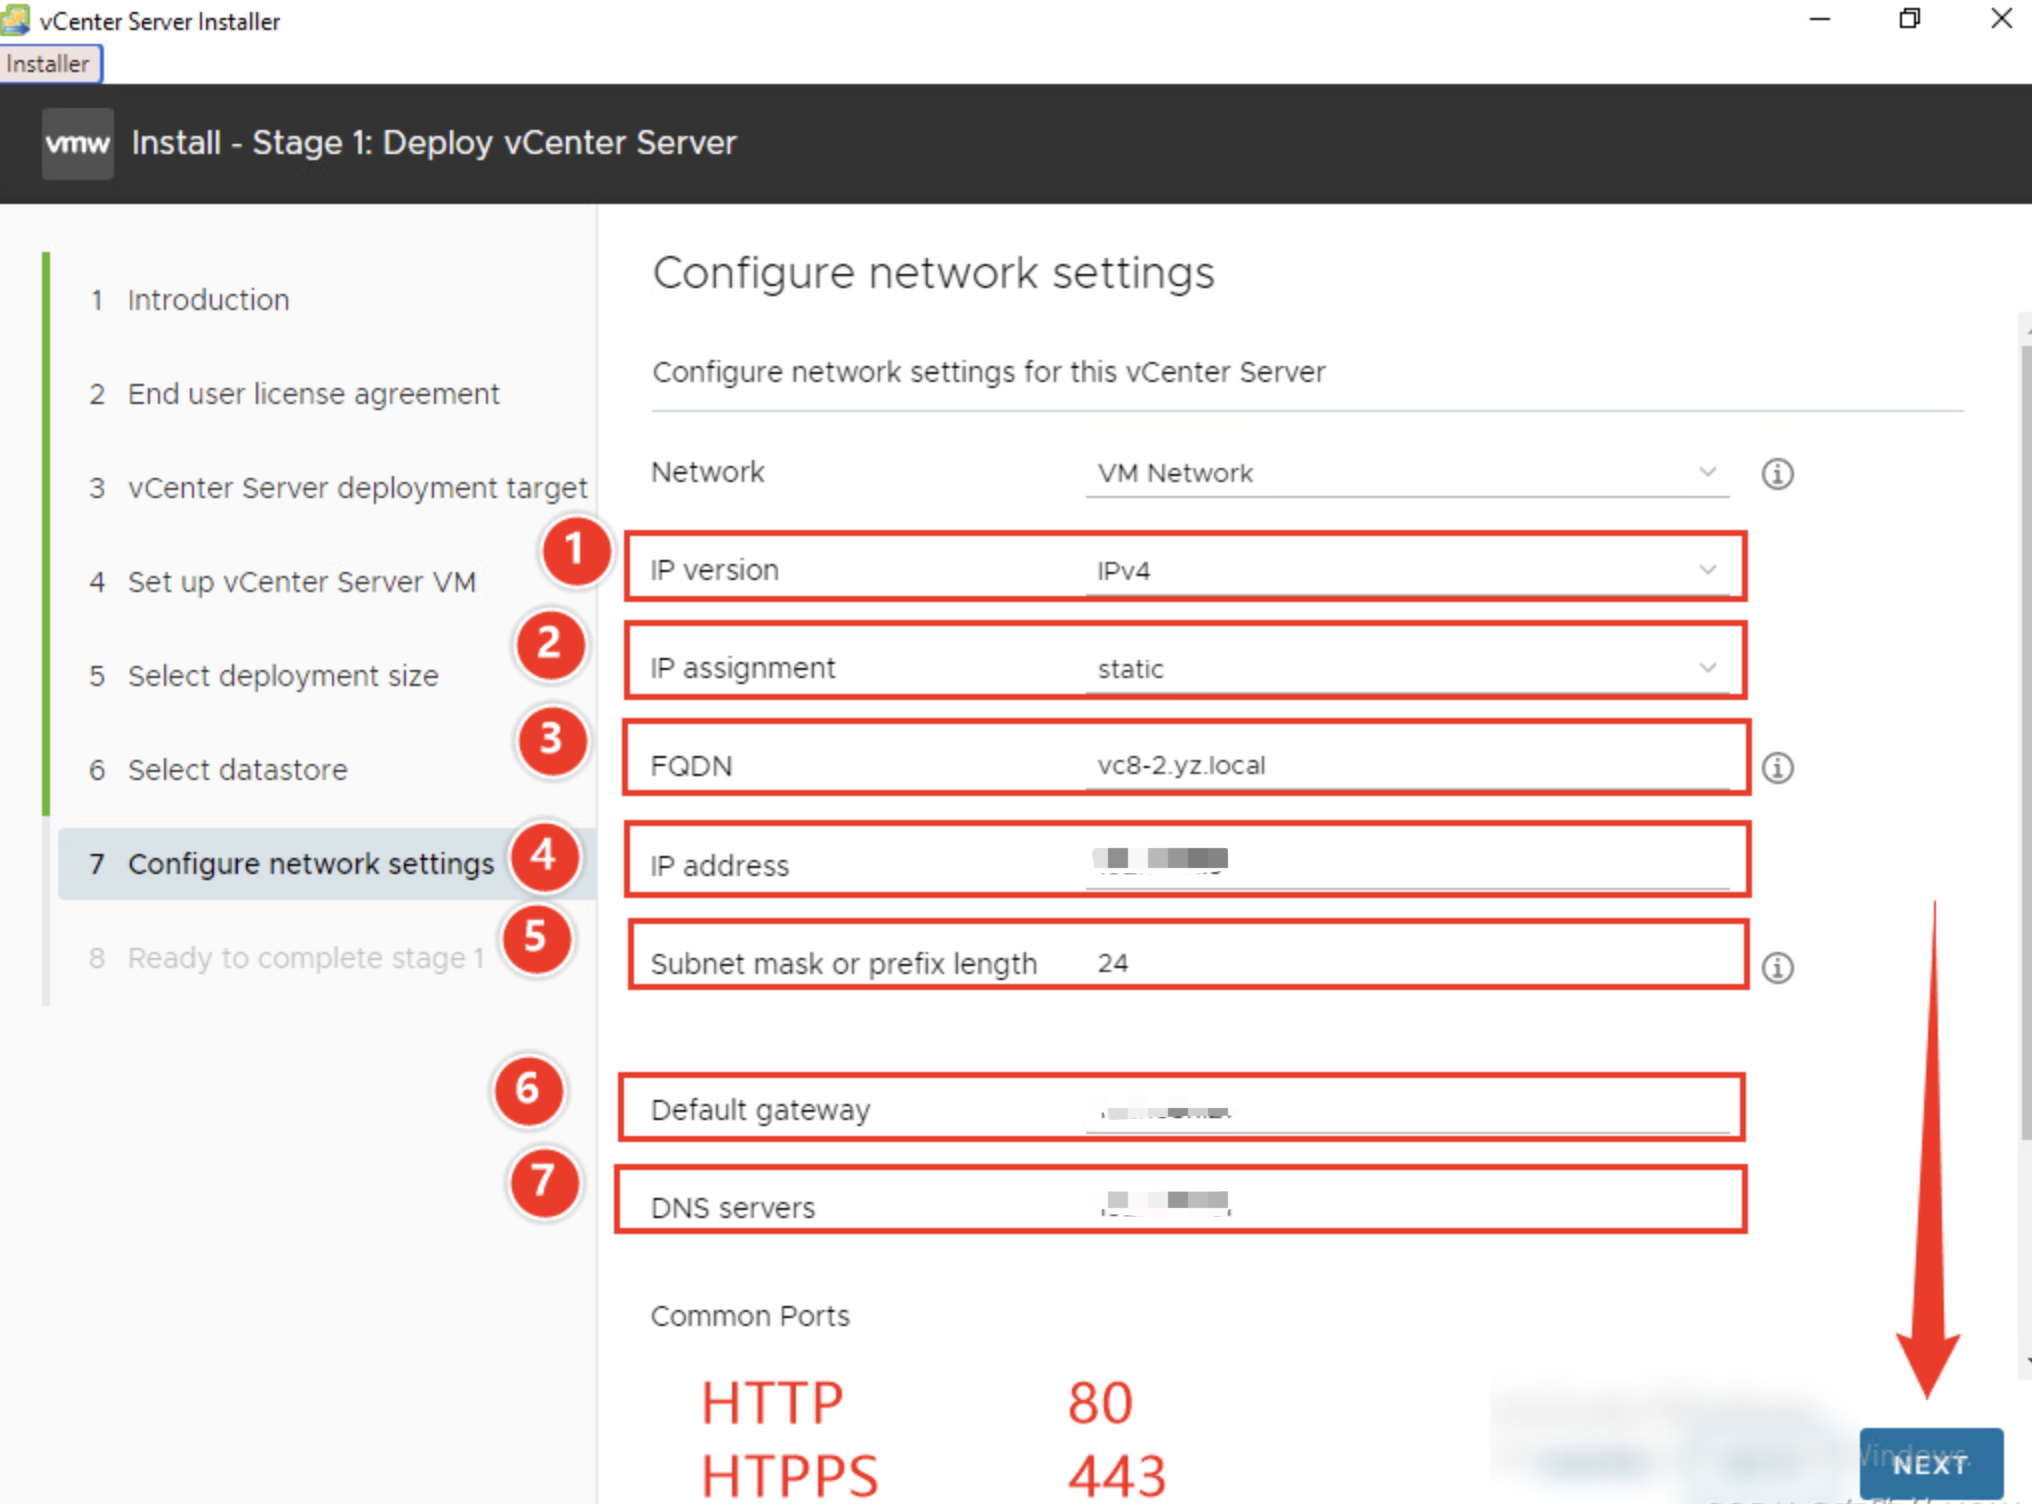 vCenter Server Installer
Installer
vmw Install - Stage 1: Deploy vCenter Server
1 Introduction
2 End user license agreement
3 vCenter Server deployment target
4 Set up vCenter Server VM
5 Select deployment size
6 Select datastore
7 Configure network settings
8 Ready to complete stage 1
Configure network settings
Configure network settings for this vCenter Server
Network VM Network
1 IP version IPv4
2 IP assignment static
3 FQDN vc8-2.yz.local
4 IP address
5 Subnet mask or prefix length 24
6 Default gateway
7 DNS servers
Common Ports
HTTP 80
HTPPS 443
Windows.
NEXT